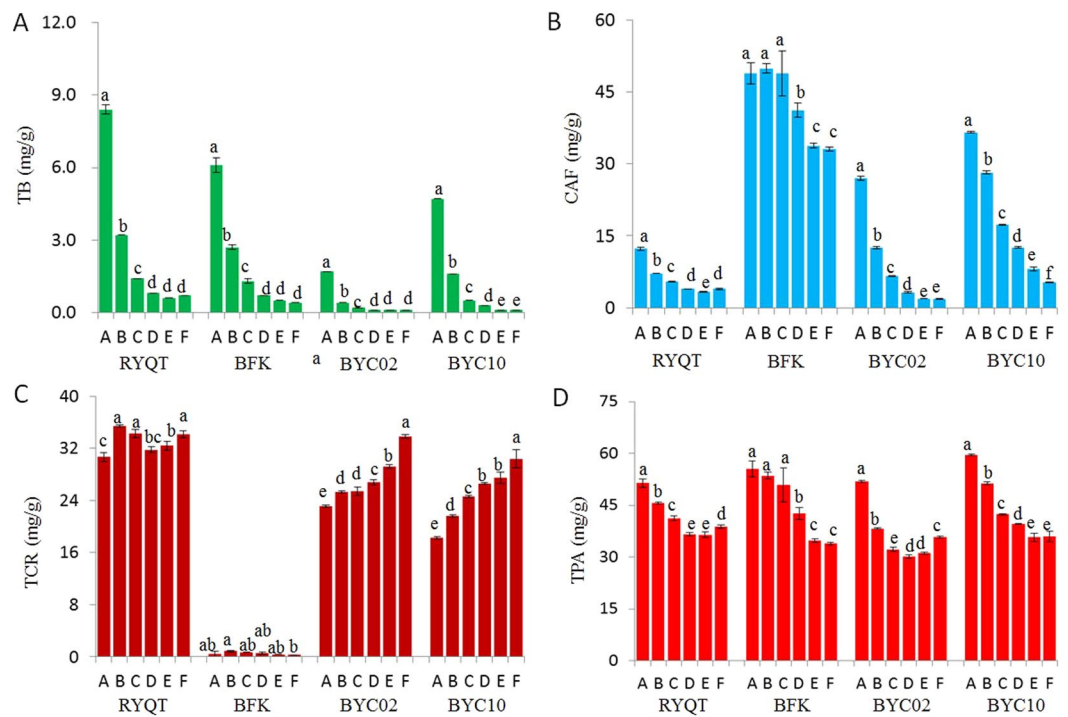 A
TB (mg/g)
12.0
9.0
6.0
3.0
0.0
a b c d d d
a b c d d d
a b c d d d
a b c d e e
A B C D E F A B C D E F A B C D E F A B C D E F
RYQT BFK a BYC02 BYC10
B
CAF (mg/g)
60
45
30
15
0
a b c d e f
a a a b c c
a b c d e e
a b c d e f
A B C D E F A B C D E F A B C D E F A B C D E F
RYQT BFK BYC02 BYC10
C
TCR (mg/g)
40
32
24
16
8
0
c a a bc b a
ab a ab ab ab b
e d d c b a
e d c b b a
A B C D E F A B C D E F A B C D E F A B C D E F
RYQT BFK BYC02 BYC10
D
TPA (mg/g)
75
60
45
30
15
0
a b c e e d
a a a b c c
a b e d d c
a b c d e e
A B C D E F A B C D E F A B C D E F A B C D E F
RYQT BFK BYC02 BYC10